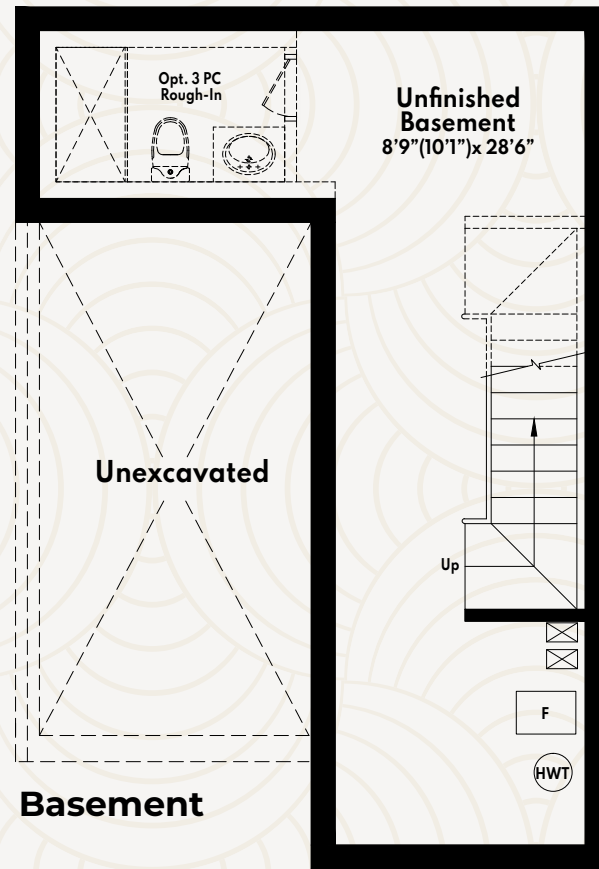 Opt. 3 PC
Rough-In
Unfinished
Basement
8’9”(10’1”)x 28’6”
Unexcavated
Up
F
HWT
Basement